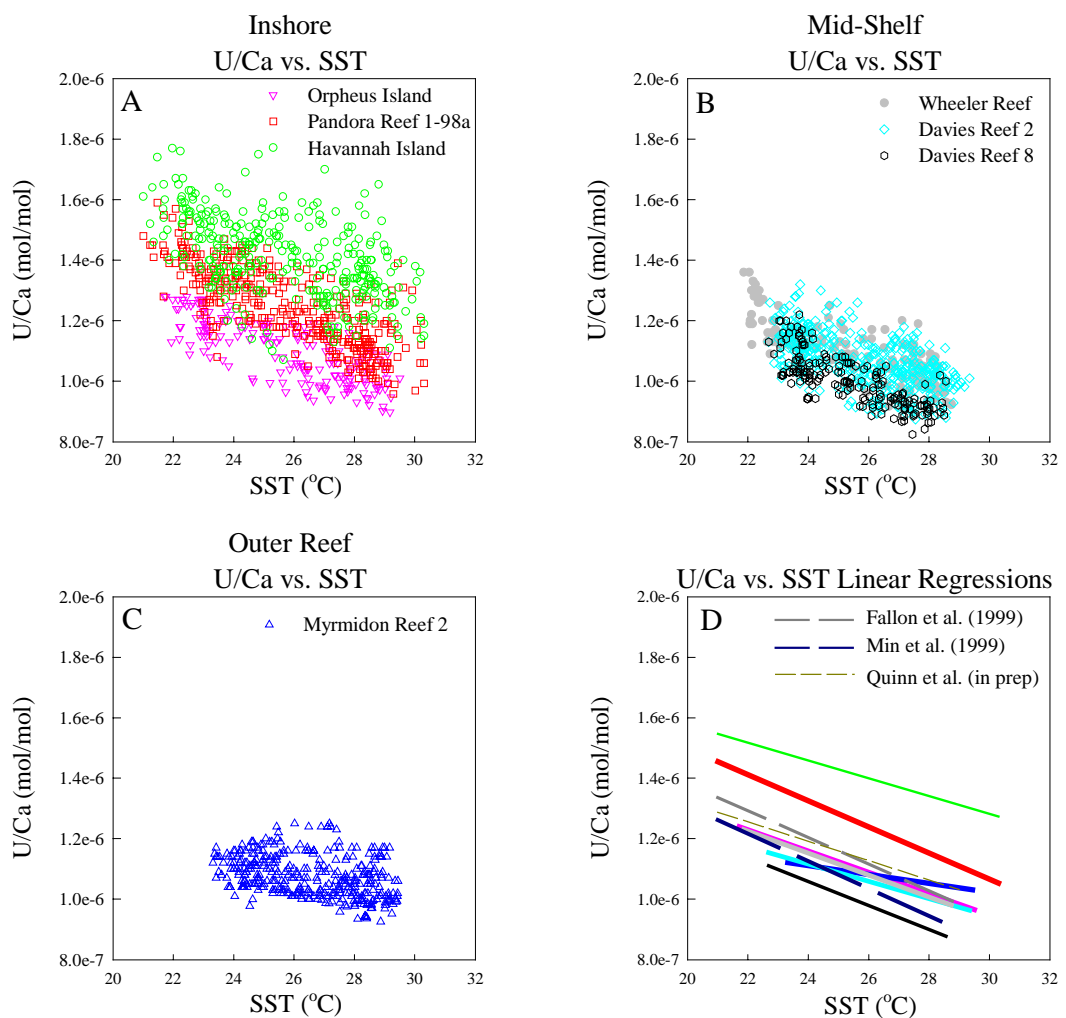 Inshore
U/Ca vs. SST
A
Orpheus Island
Pandora Reef 1-98a
Havannah Island
2.0e-6
1.8e-6
1.6e-6
1.4e-6
1.2e-6
1.0e-6
8.0e-7
U/Ca (mol/mol)
20 22 24 26 28 30 32
SST (°C)
Mid-Shelf
U/Ca vs. SST
B
Wheeler Reef
Davies Reef 2
Davies Reef 8
2.0e-6
1.8e-6
1.6e-6
1.4e-6
1.2e-6
1.0e-6
8.0e-7
U/Ca (mol/mol)
20 22 24 26 28 30 32
SST (°C)
Outer Reef
U/Ca vs. SST
C
Myrmidon Reef 2
2.0e-6
1.8e-6
1.6e-6
1.4e-6
1.2e-6
1.0e-6
8.0e-7
U/Ca (mol/mol)
20 22 24 26 28 30 32
SST (°C)
U/Ca vs. SST Linear Regressions
D
Fallon et al. (1999)
Min et al. (1999)
Quinn et al. (in prep)
2.0e-6
1.8e-6
1.6e-6
1.4e-6
1.2e-6
1.0e-6
8.0e-7
U/Ca (mol/mol)
20 22 24 26 28 30 32
SST (°C)